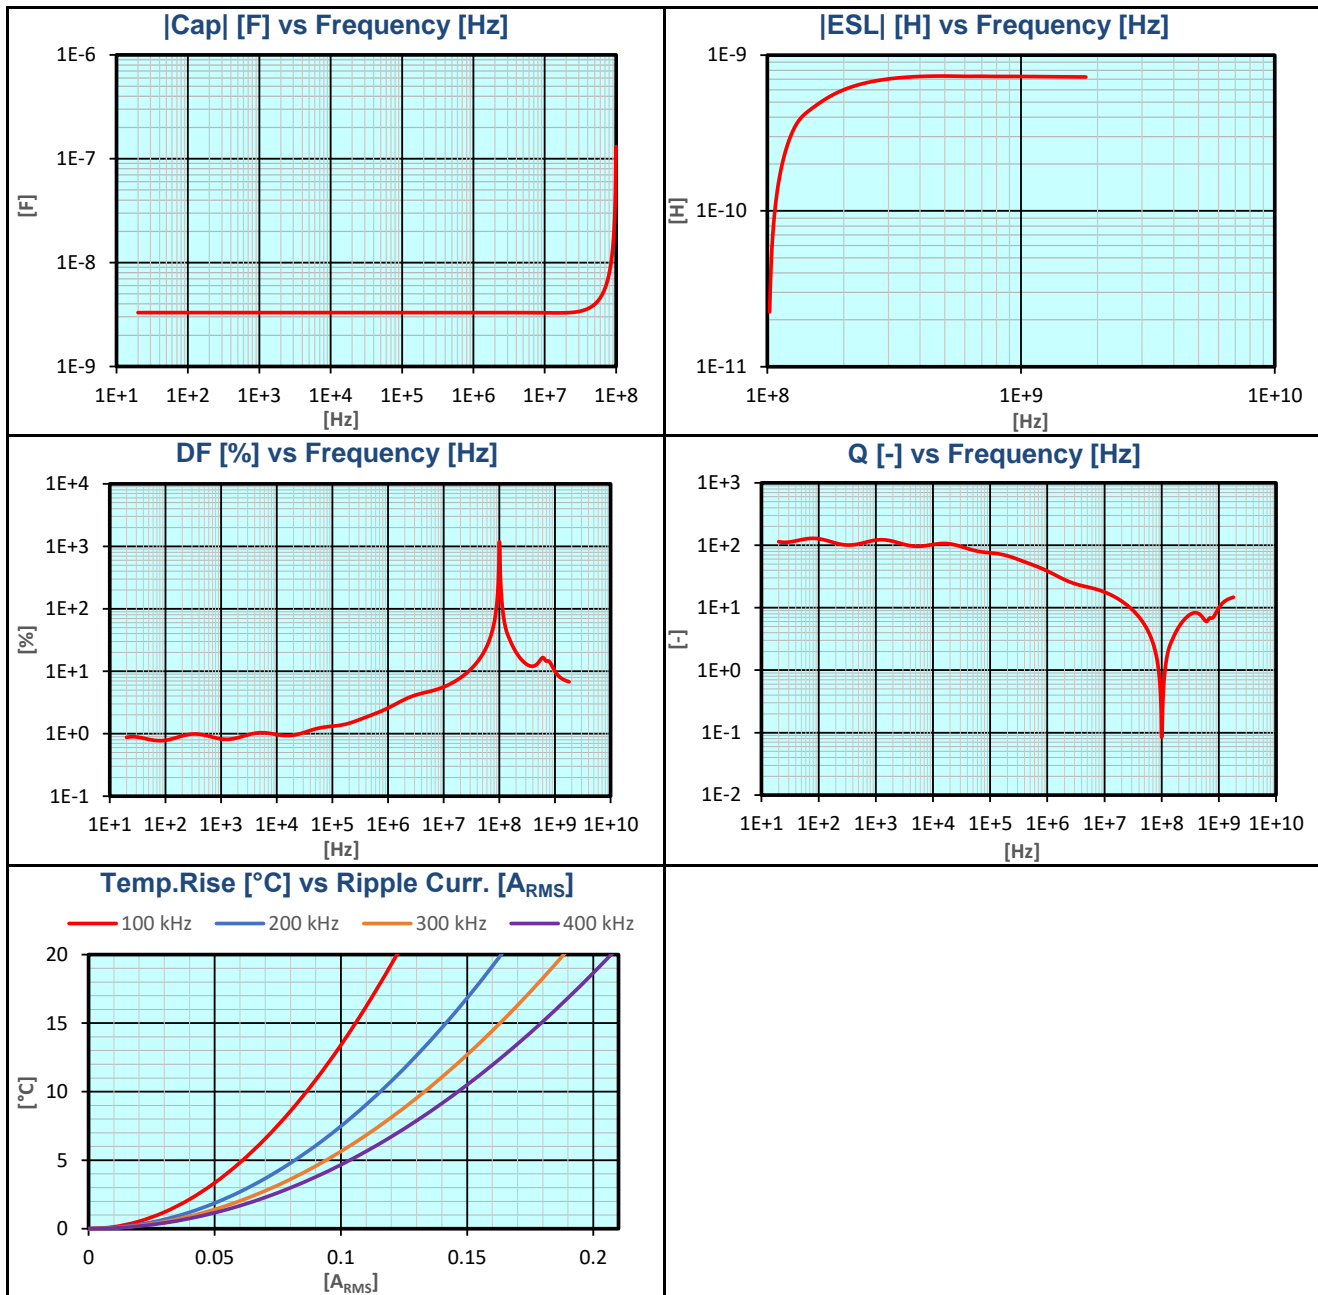 |Cap| [F] vs Frequency [Hz]
1E-6
1E-7
1E-8
1E-9
[F]
1E+1 1E+2 1E+3 1E+4 1E+5 1E+6 1E+7 1E+8
[Hz]
|ESL| [H] vs Frequency [Hz]
1E-9
1E-10
1E-11
[H]
1E+8 1E+9 1E+10
[Hz]
DF [%] vs Frequency [Hz]
1E+4
1E+3
1E+2
1E+1
1E+0
1E-1
[%]
1E+1 1E+2 1E+3 1E+4 1E+5 1E+6 1E+7 1E+8 1E+9 1E+10
[Hz]
Q [-] vs Frequency [Hz]
1E+3
1E+2
1E+1
1E+0
1E-1
1E-2
[-]
1E+1 1E+2 1E+3 1E+4 1E+5 1E+6 1E+7 1E+8 1E+9 1E+10
[Hz]
Temp.Rise [°C] vs Ripple Curr. [ARMS]
100 kHz 200 kHz 300 kHz 400 kHz
20
15
10
5
0
[°C]
0 0.05 0.1 0.15 0.2
[ARMS]